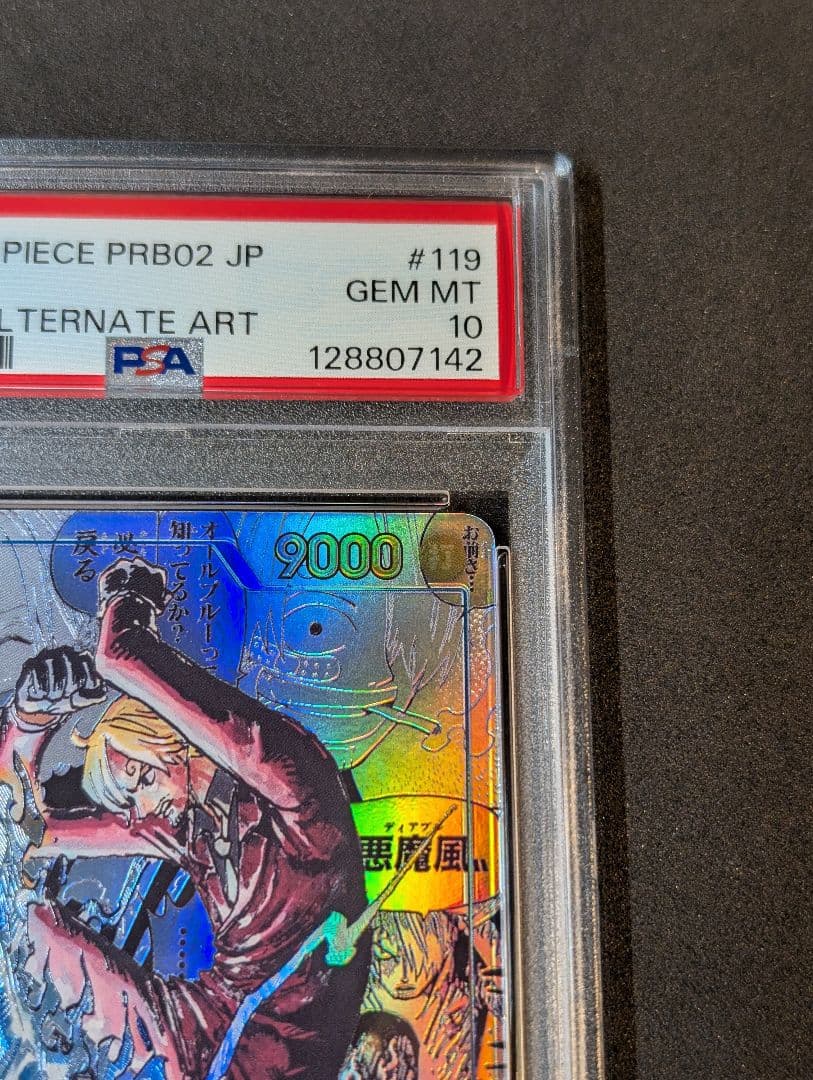 PIECE PRB02 JP
#119
GEM MT
LTERNATE ART
10
PSA
128807142
9000
お前さ…
オールブルーって
知ってるか?
戻る
ディアブル
悪魔風
……